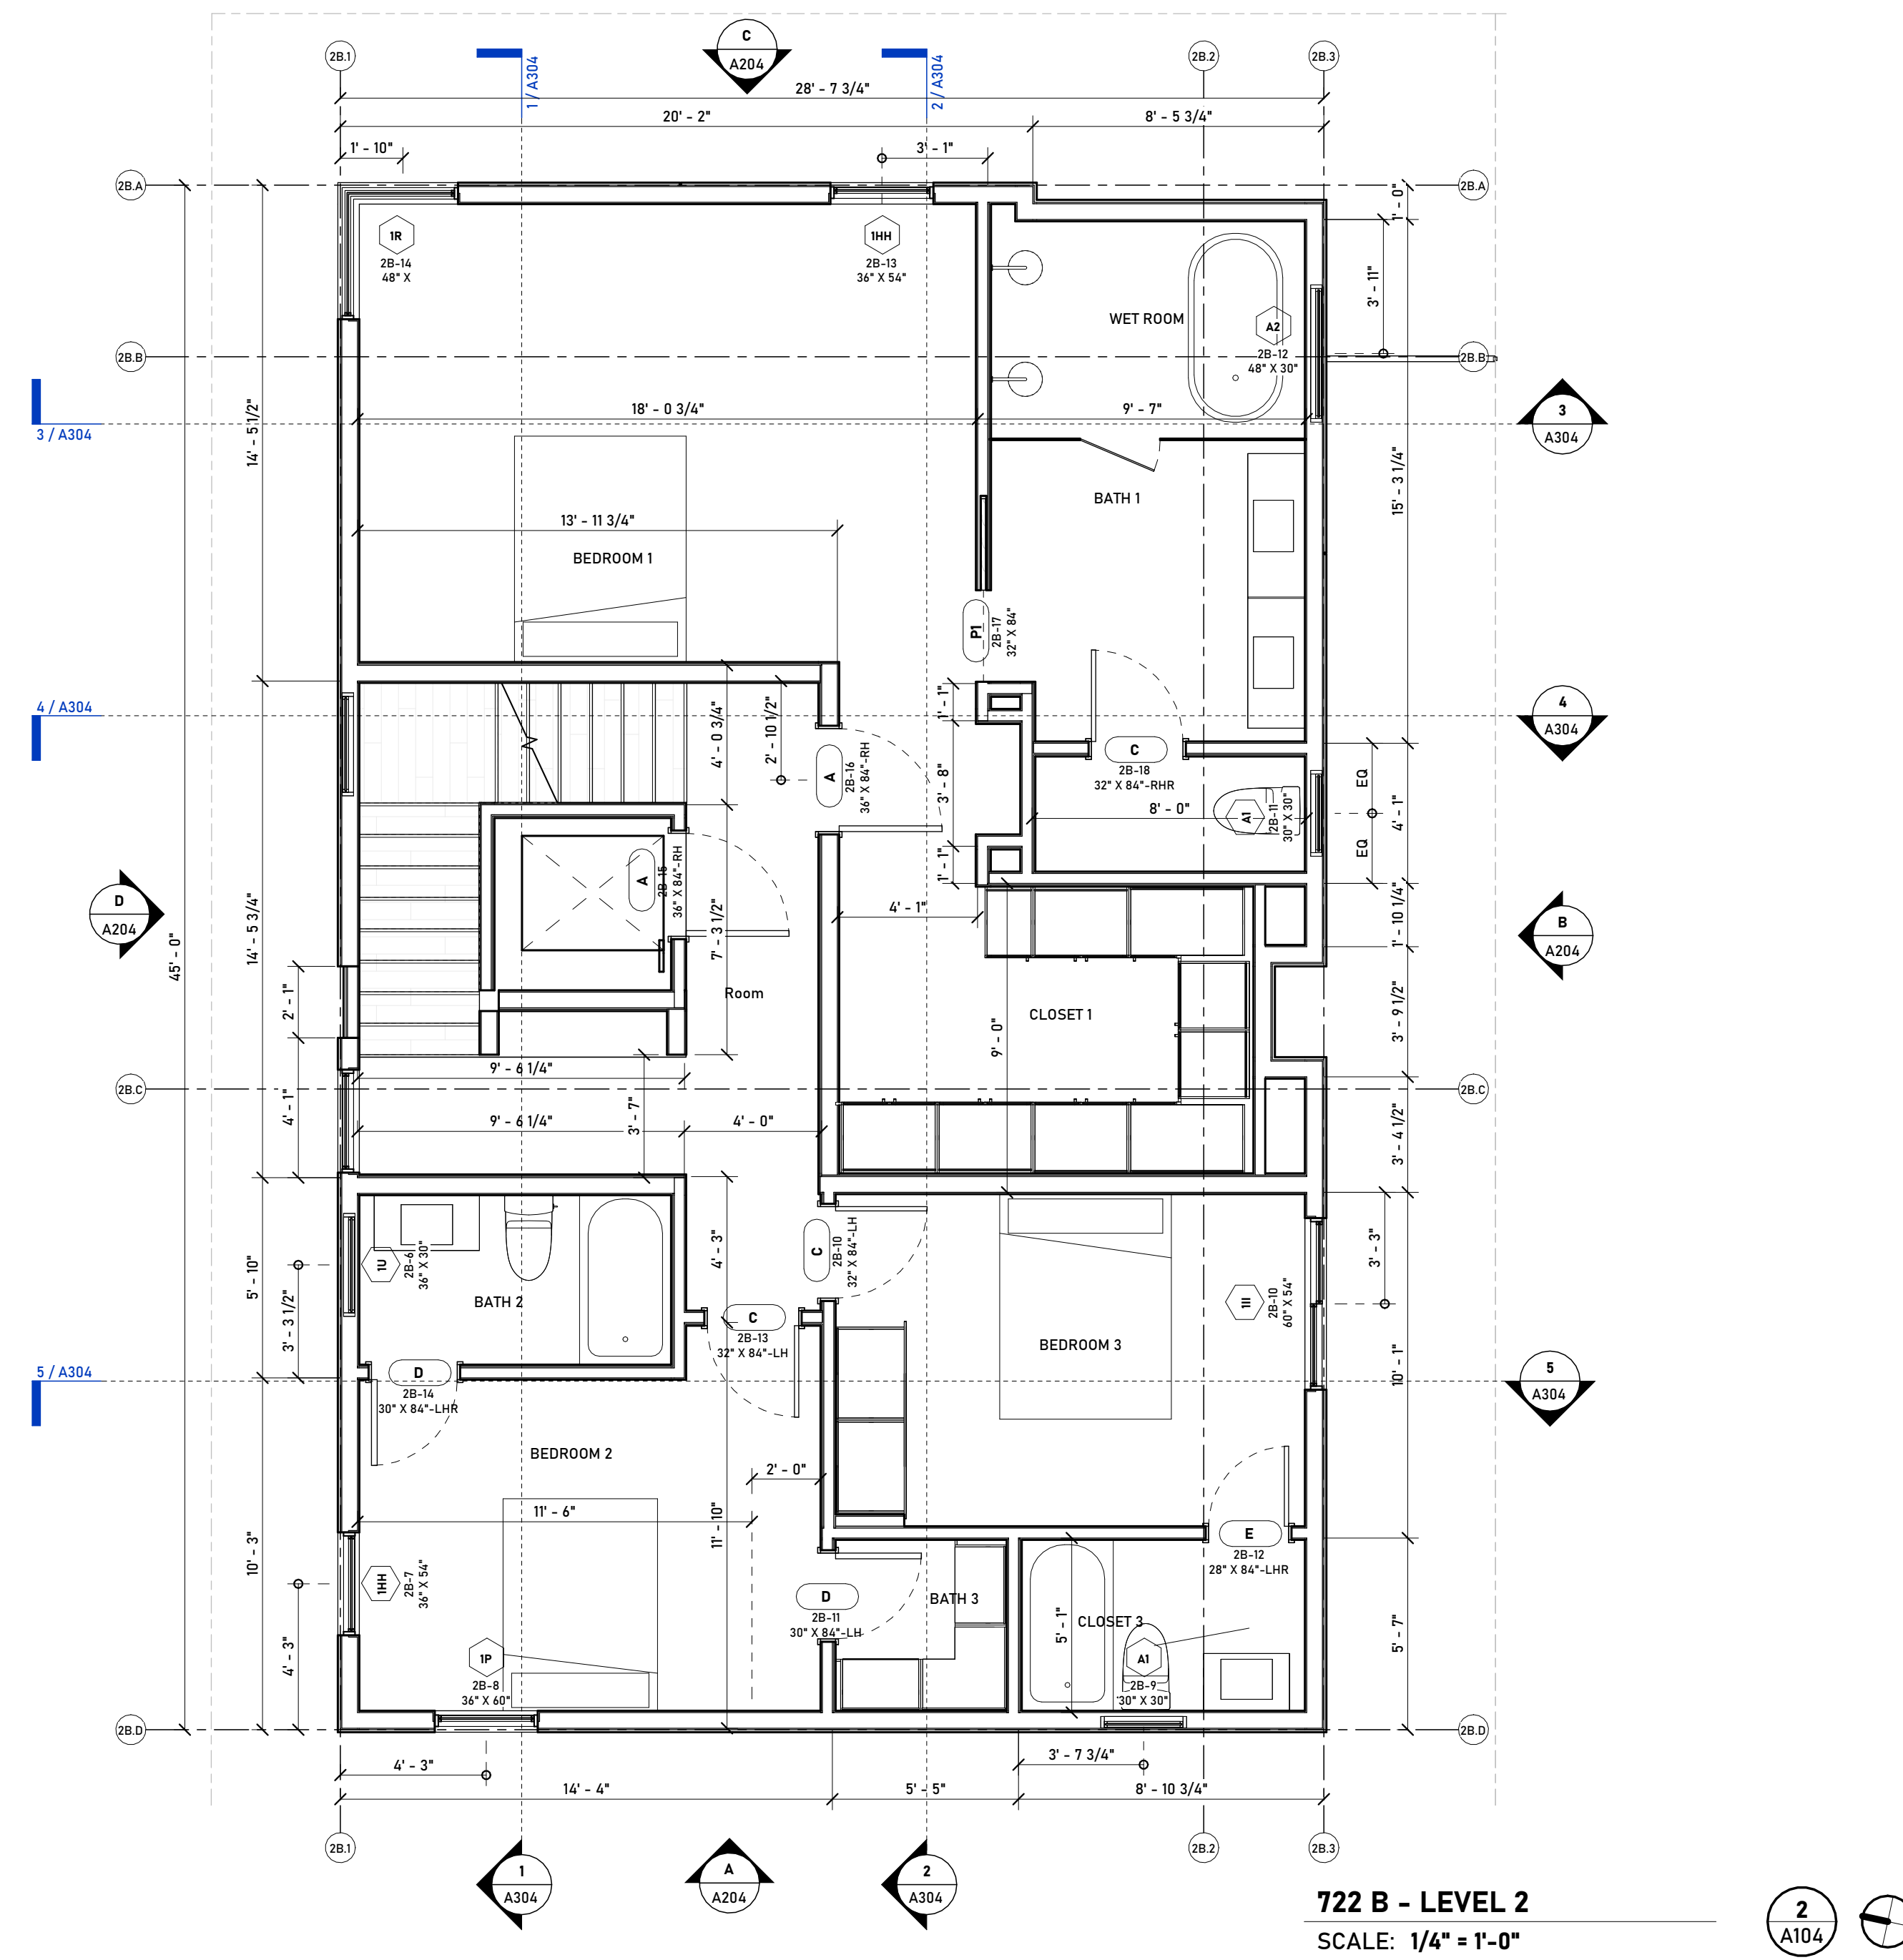 C
A204
2B.1
1 / A304
2 / A304
2B.2
2B.3
28' - 7 3/4"
20' - 2"
8' - 5 3/4"
1' - 10"
3' - 1"
2B.A
2B.A
1' - 0"
1R
2B-14
48" X
1HH
2B-13
36" X 54"
3' - 11"
WET ROOM
A2
2B-12
48" X 30"
2B.B
2B.B
14' - 5 1/2"
18' - 0 3/4"
9' - 7"
3 / A304
3
A304
15' - 3 1/4"
BATH 1
13' - 11 3/4"
BEDROOM 1
P1
2B-17
32" X 84"
4 / A304
4
A304
4' - 0 3/4"
2' - 10 1/2"
1' - 1"
A
2B-16
36" X 84"-RH
3' - 8"
C
2B-18
32" X 84"-RHR
8' - 0"
A1
2B-11
30" X 30"
EQ
EQ
4' - 1"
1' - 1"
A
2B-15
36" X 84"-RH
7' - 3 1/2"
4' - 1"
1' - 10 1/4"
D
A204
B
A204
45' - 0"
14' - 5 3/4"
2' - 1"
Room
CLOSET 1
9' - 0"
3' - 9 1/2"
9' - 6 1/4"
2B.C
2B.C
4' - 1"
9' - 6 1/4"
3' - 7"
4' - 0"
3' - 4 1/2"
5' - 10"
3' - 3 1/2"
1U
2B-6
36" X 30"
BATH 2
4' - 3"
C
2B-10
32" X 84"-LH
C
2B-13
32" X 84"-LH
BEDROOM 3
1II
2B-10
60" X 54"
3' - 3"
10' - 1"
5 / A304
5
A304
D
2B-14
30" X 84"-LHR
BEDROOM 2
2' - 0"
11' - 6"
11' - 10"
10' - 3"
1HH
2B-7
36" X 54"
E
2B-12
28" X 84"-LHR
D
2B-11
30" X 84"-LH
BATH 3
CLOSET 3
5' - 1"
5' - 7"
4' - 3"
1P
2B-8
36" X 60"
A1
2B-9
30" X 30"
2B.D
2B.D
4' - 3"
3' - 7 3/4"
14' - 4"
5' - 5"
8' - 10 3/4"
2B.1
2B.2
2B.3
1
A304
A
A204
2
A304
722 B - LEVEL 2
SCALE: 1/4" = 1'-0"
2
A104